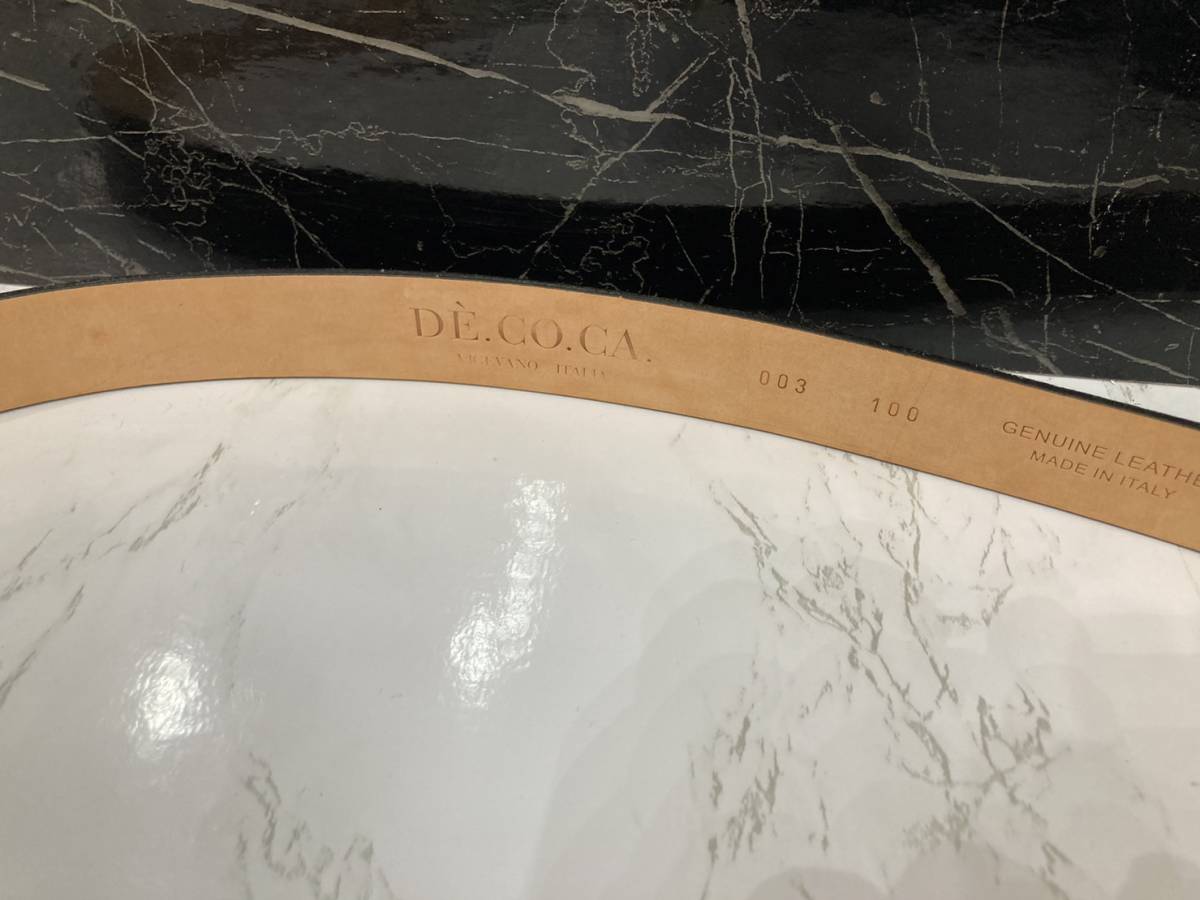 DÈ.CO.CA.
VIGEVANO ITALIA
003 100
GENUINE LEATHE
MADE IN ITALY